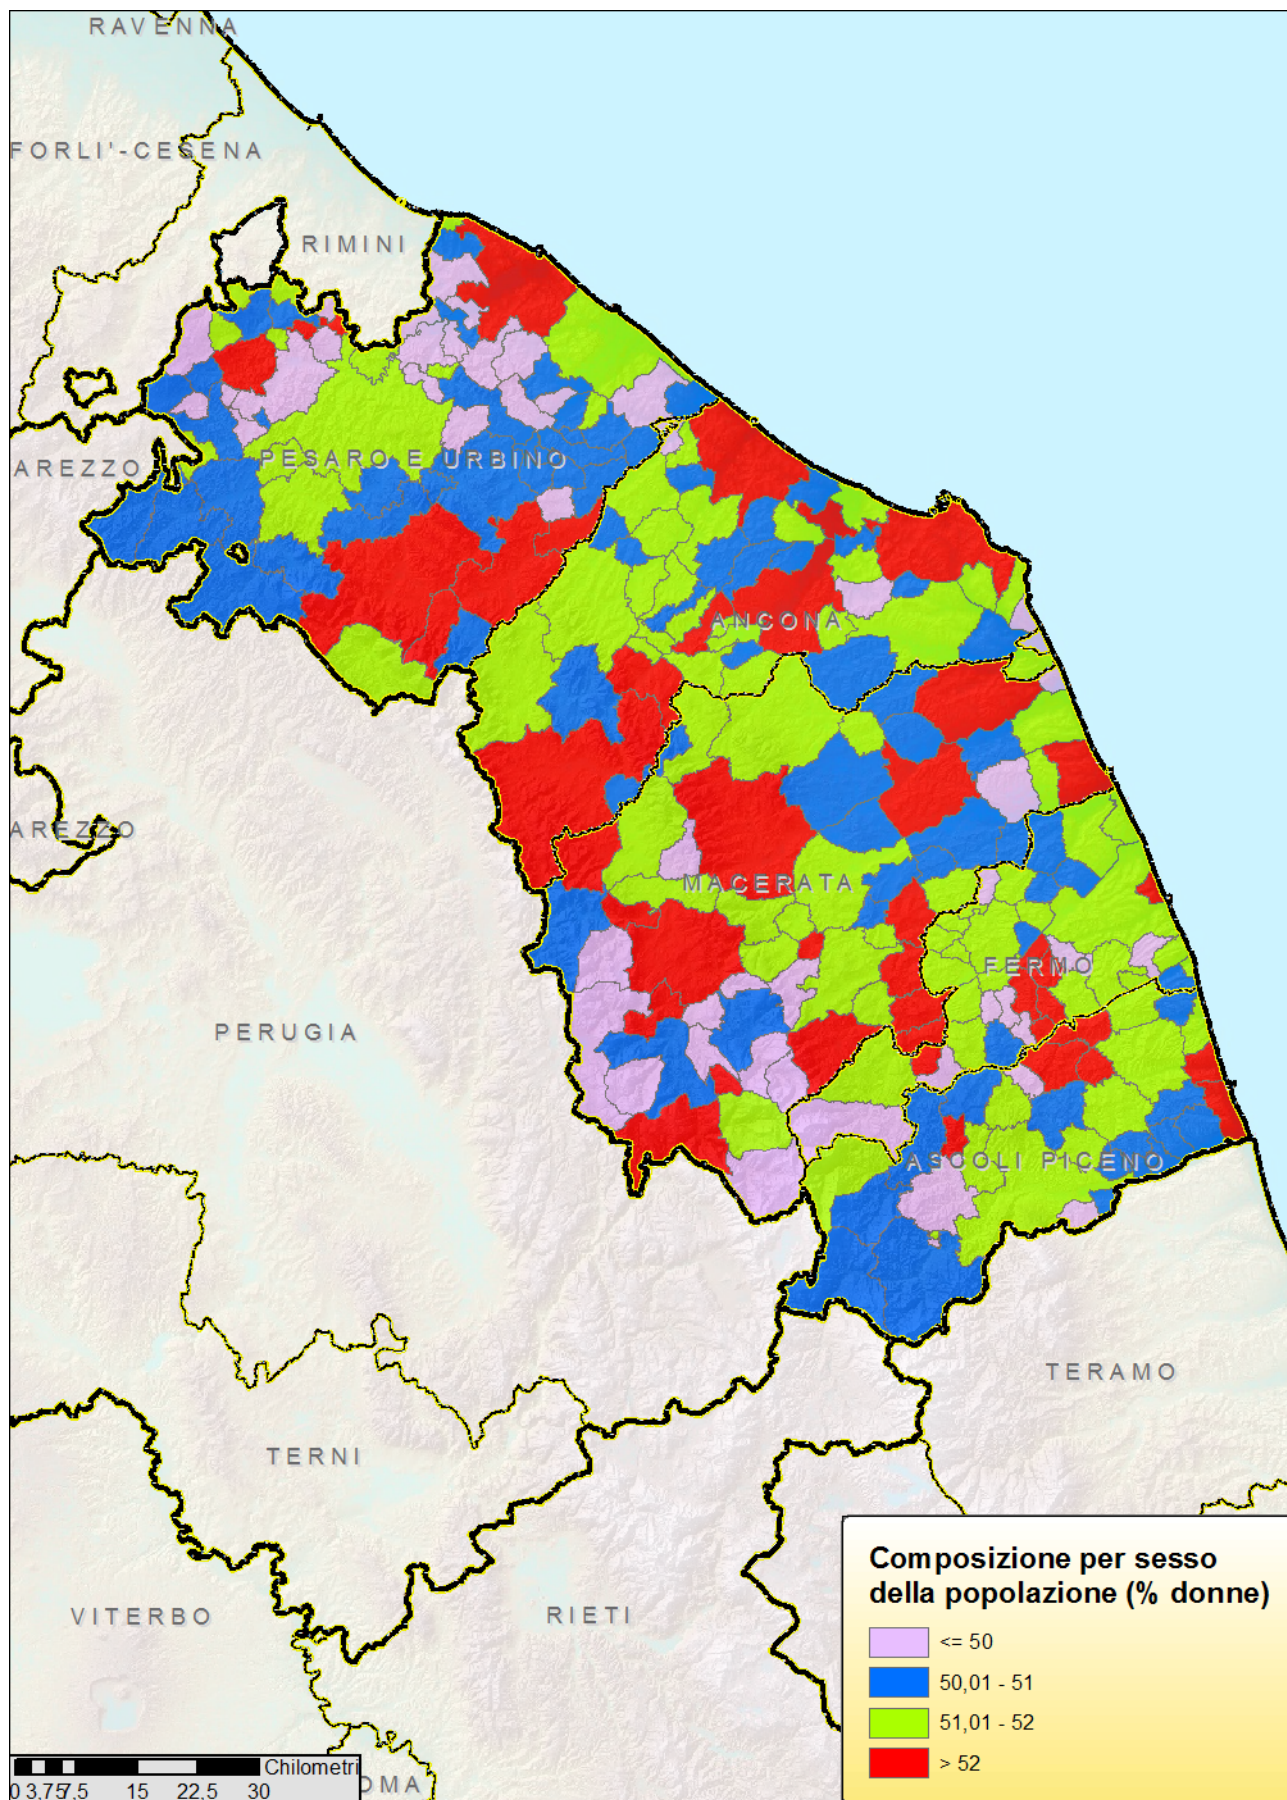 RAVENNA
FORLI'-CESENA
RIMINI
AREZZO
PESARO E URBINO
ANCONA
AREZZO
MACERATA
FERMO
PERUGIA
ASCOLI PICENO
TERAMO
TERNI
VITERBO
RIETI
Composizione per sesso
della popolazione (% donne)
<= 50
50,01 - 51
51,01 - 52
> 52
Chilometri
0 3,75 7,5 15 22,5 30
OMA